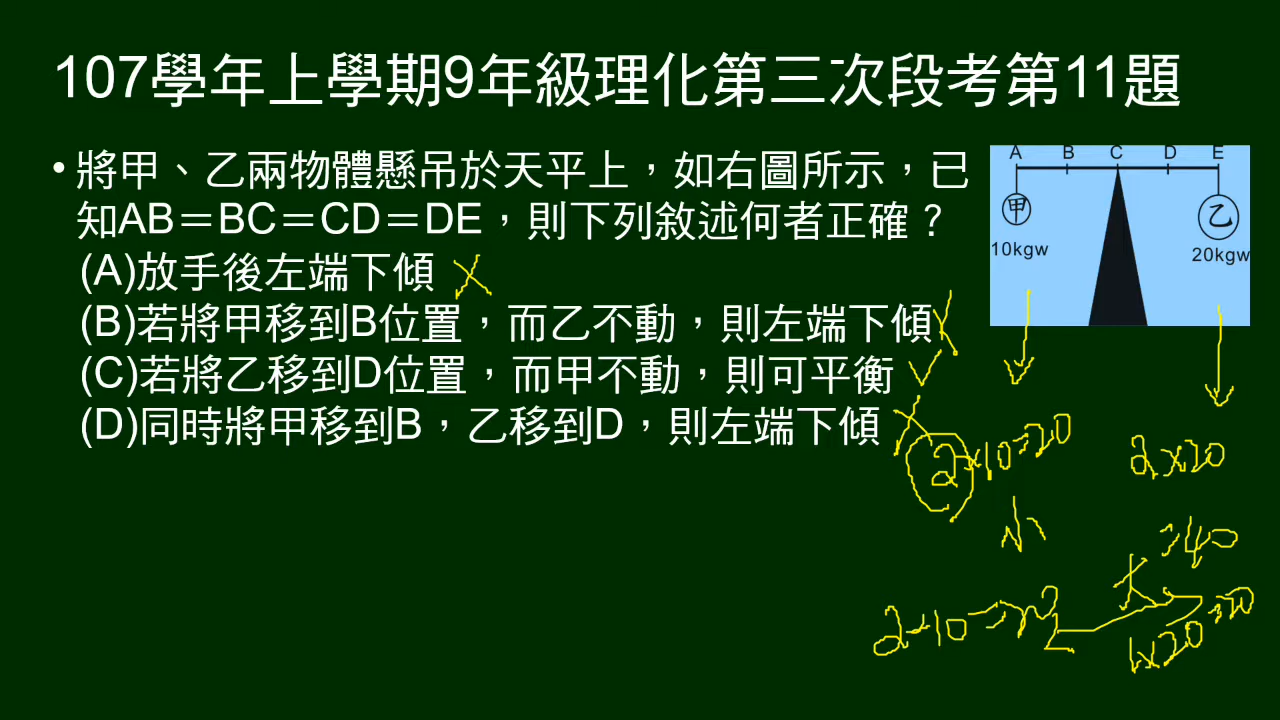 107學年上學期9年級理化第三次段考第11題
•將甲、乙兩物體懸吊於天平上，如右圖所示，已
知AB＝BC＝CD＝DE，則下列敘述何者正確？
(A)放手後左端下傾
(B)若將甲移到B位置，而乙不動，則左端下傾
(C)若將乙移到D位置，而甲不動，則可平衡
(D)同時將甲移到B，乙移到D，則左端下傾
A B C D E
甲 乙
10kgw 20kgw
2×10=20
2×20
=40
小 大
1×20=20